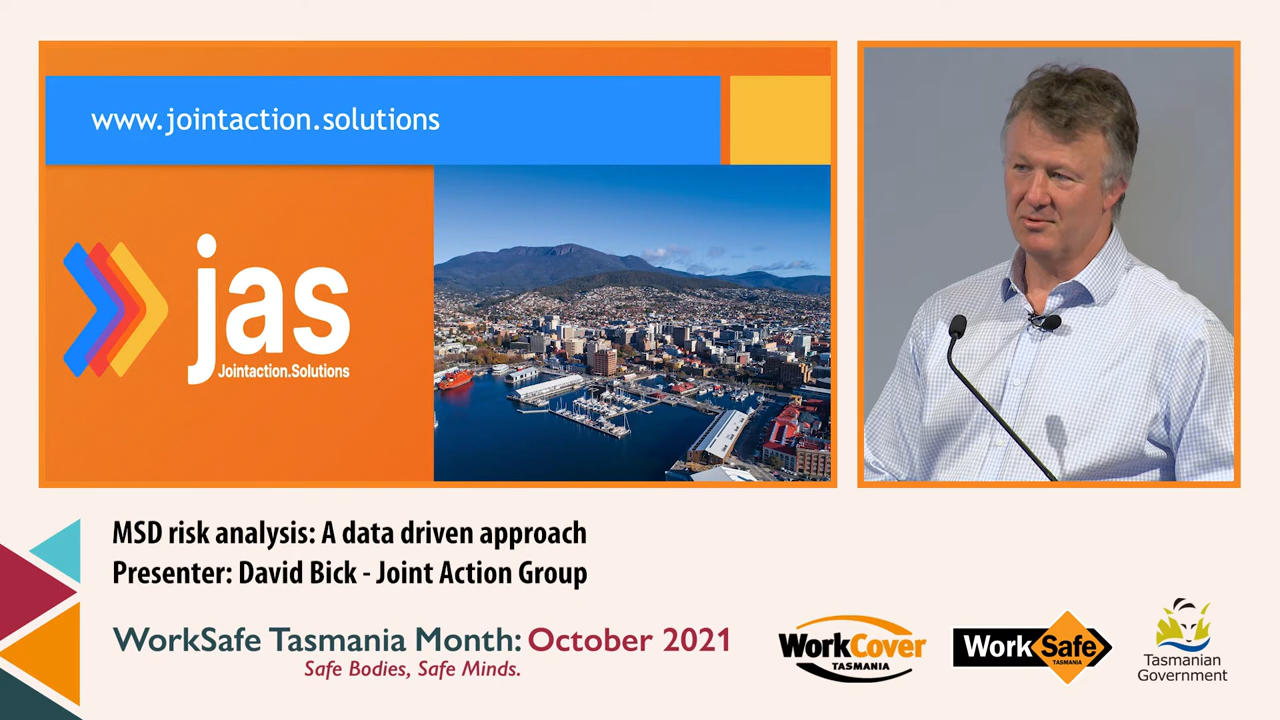 www.jointaction.solutions
jas
Jointaction.Solutions
MSD risk analysis: A data driven approach
Presenter: David Bick - Joint Action Group
WorkSafe Tasmania Month: October 2021
Safe Bodies, Safe Minds.
WorkCover
TASMANIA
WorkSafe
TASMANIA
Tasmanian
Government